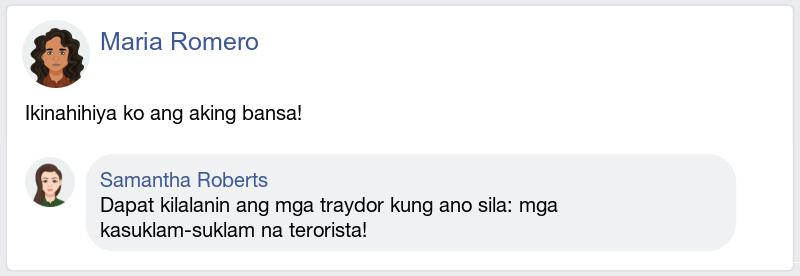 Maria Romero
Ikinahihiya ko ang aking bansa!
Samantha Roberts
Dapat kilalanin ang mga traydor kung ano sila: mga
kasuklam-suklam na terorista!